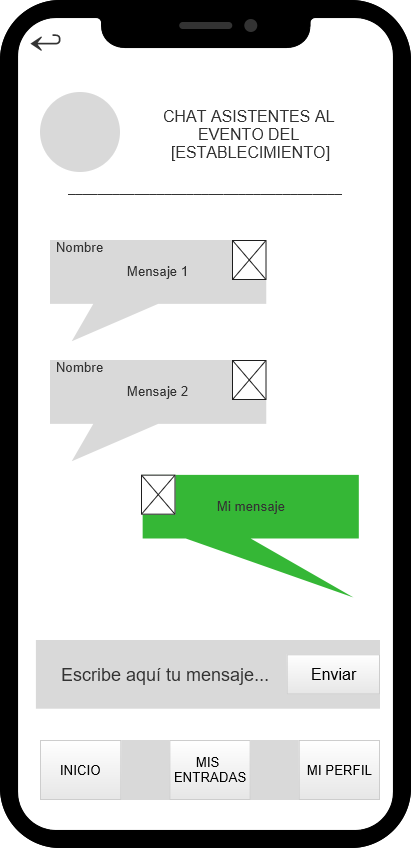 CHAT ASISTENTES AL
EVENTO DEL
[ESTABLECIMIENTO]
Nombre
Mensaje 1
Nombre
Mensaje 2
Mi mensaje
Escribe aquí tu mensaje...
Enviar
INICIO
MIS
ENTRADAS
MI PERFIL